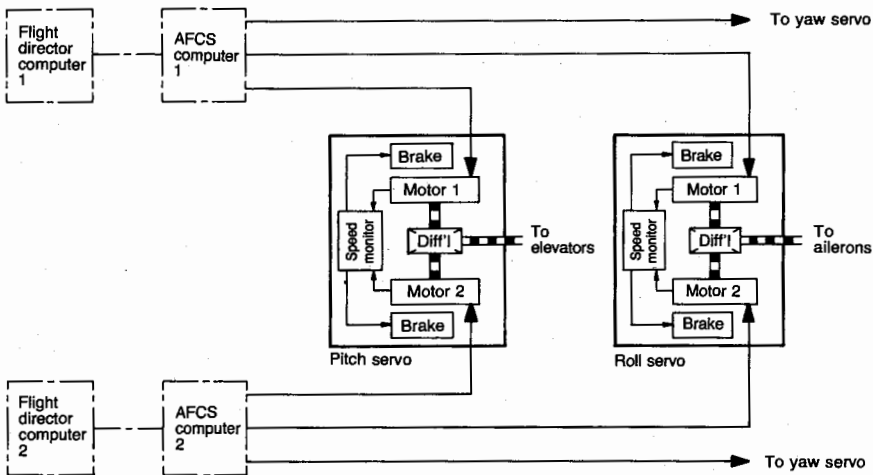 To yaw servo
Flight
director
computer
1
AFCS
computer
1
Brake
Motor 1
Speed
monitor
Diff'l
To
elevators
Motor 2
Brake
Pitch servo
Brake
Motor 1
Speed
monitor
Diff'l
To
ailerons
Motor 2
Brake
Roll servo
Flight
director
computer
2
AFCS
computer
2
To yaw servo